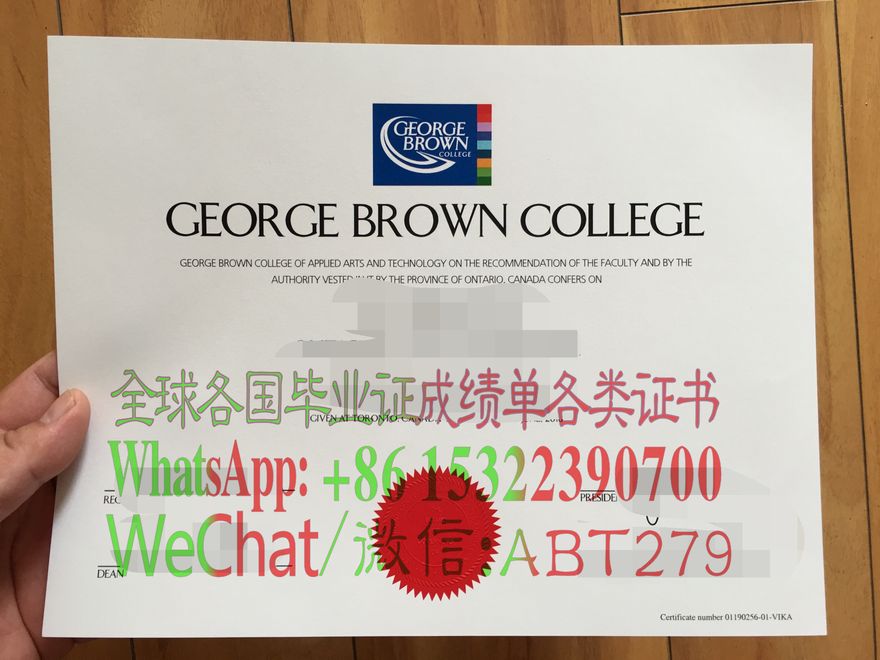 GEORGE
BROWN
COLLEGE
GEORGE BROWN COLLEGE
GEORGE BROWN COLLEGE OF APPLIED ARTS AND TECHNOLOGY ON THE RECOMMENDATION OF THE FACULTY AND BY THE
AUTHORITY VESTED BY THE PROVINCE OF ONTARIO, CANADA CONFERS ON
全球各国毕业证成绩单各类证书
GIVEN AT TORONTO,
WhatsApp: +86 15322390700
WeChat/微信:ABT279
DEAN
Certificate number 01190256-01-VIKA